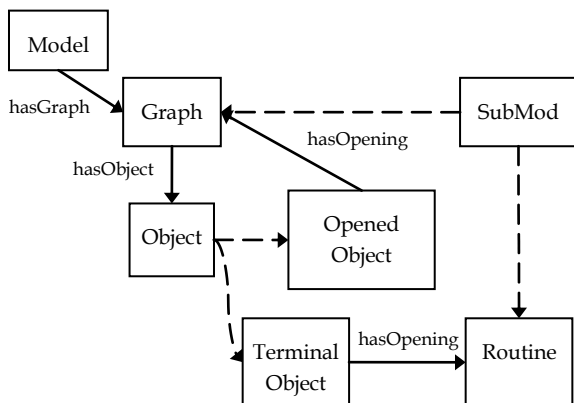 Model
hasGraph
Graph
SubMod
hasOpening
hasObject
Object
Opened
Object
hasOpening
Terminal
Object
Routine